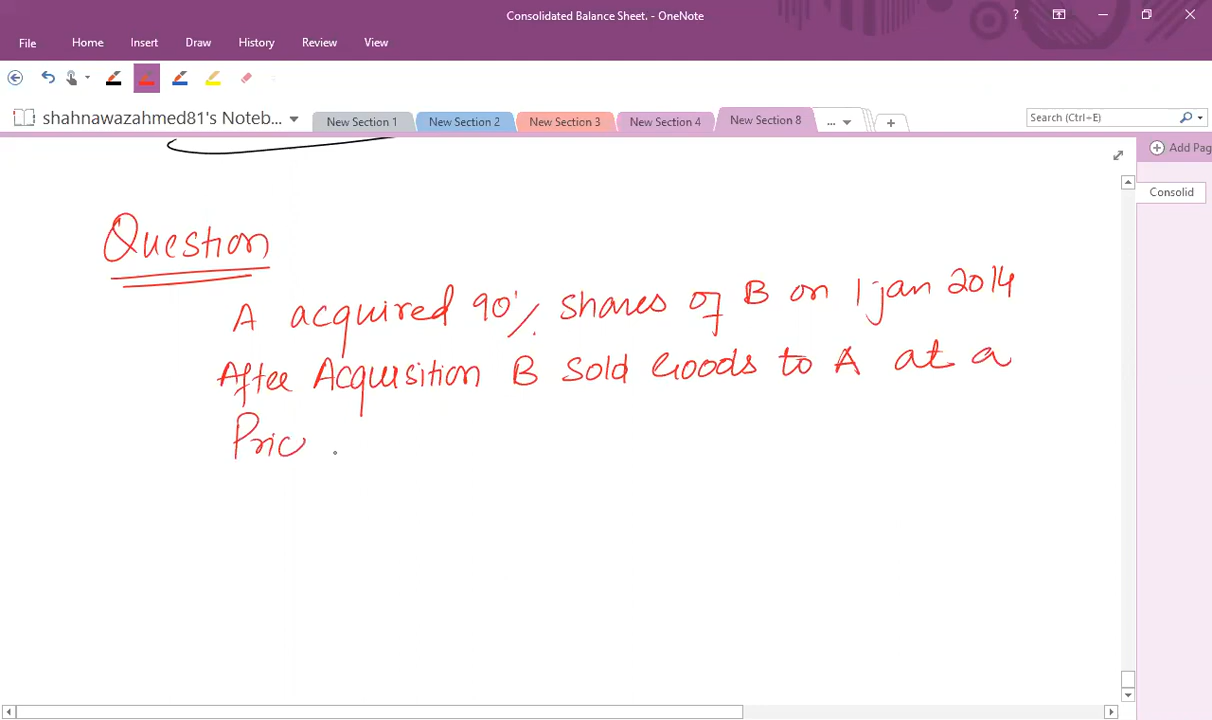 Consolidated Balance Sheet. - OneNote
?
File Home Insert Draw History Review View
shahnawazahmed81's Noteb... New Section 1 New Section 2 New Section 3 New Section 4 New Section 8 ... + Search (Ctrl+E)
Add Pag
Consolid
Question
A acquired 90% shares of B on 1 jan 2014
After Acquisition B sold Goods to A at a
Pric